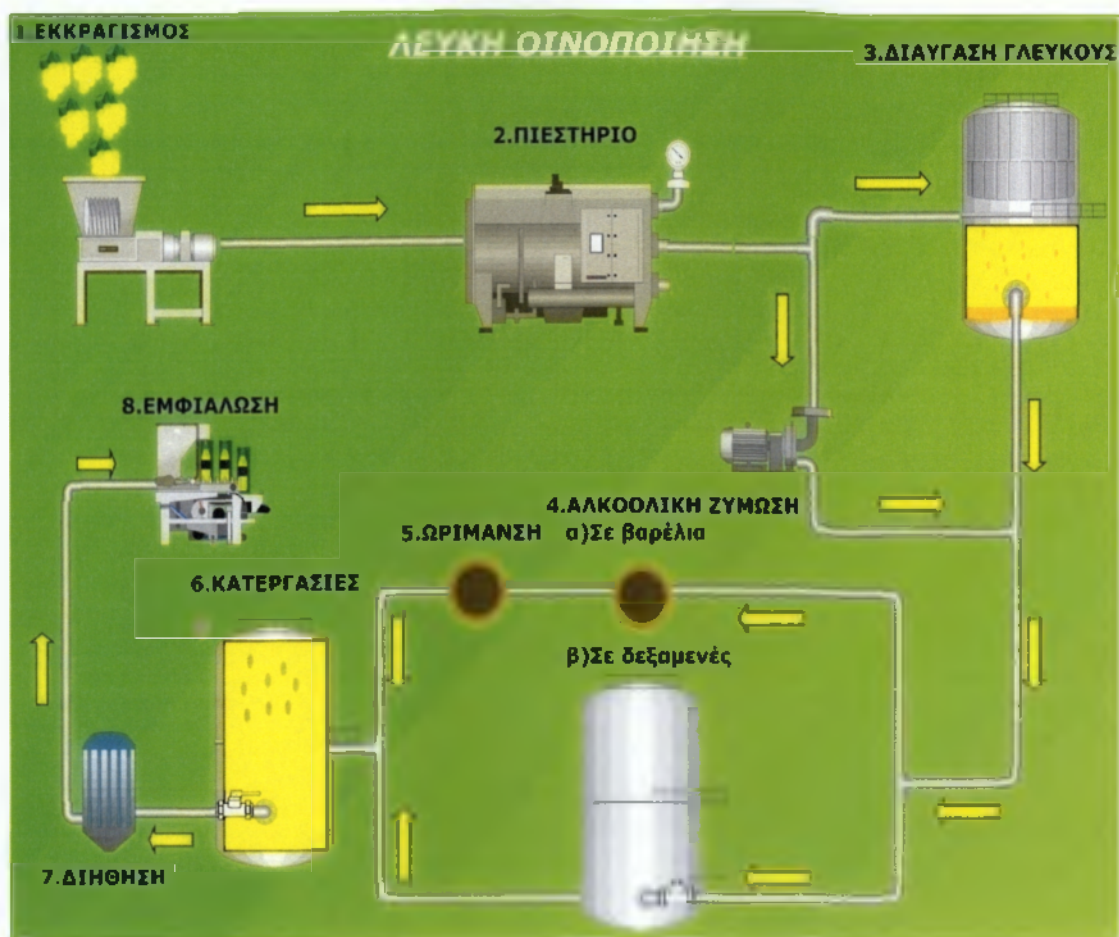 1 ΕΚΚΡΑΓΙΣΜΟΣ
ΛΕΥΚΗ ΟΙΝΟΠΟΙΗΣΗ
3.ΔΙΑΥΓΑΣΗ ΓΛΕΥΚΟΥΣ
2.ΠΙΕΣΤΗΡΙΟ
8.ΕΜΦΙΑΛΩΣΗ
4.ΑΛΚΟΟΛΙΚΗ ΖΥΜΩΣΗ
α)Σε βαρέλια
5.ΩΡΙΜΑΝΣΗ
6.ΚΑΤΕΡΓΑΣΙΕΣ
β)Σε δεξαμενές
7.ΔΙΗΘΗΣΗ